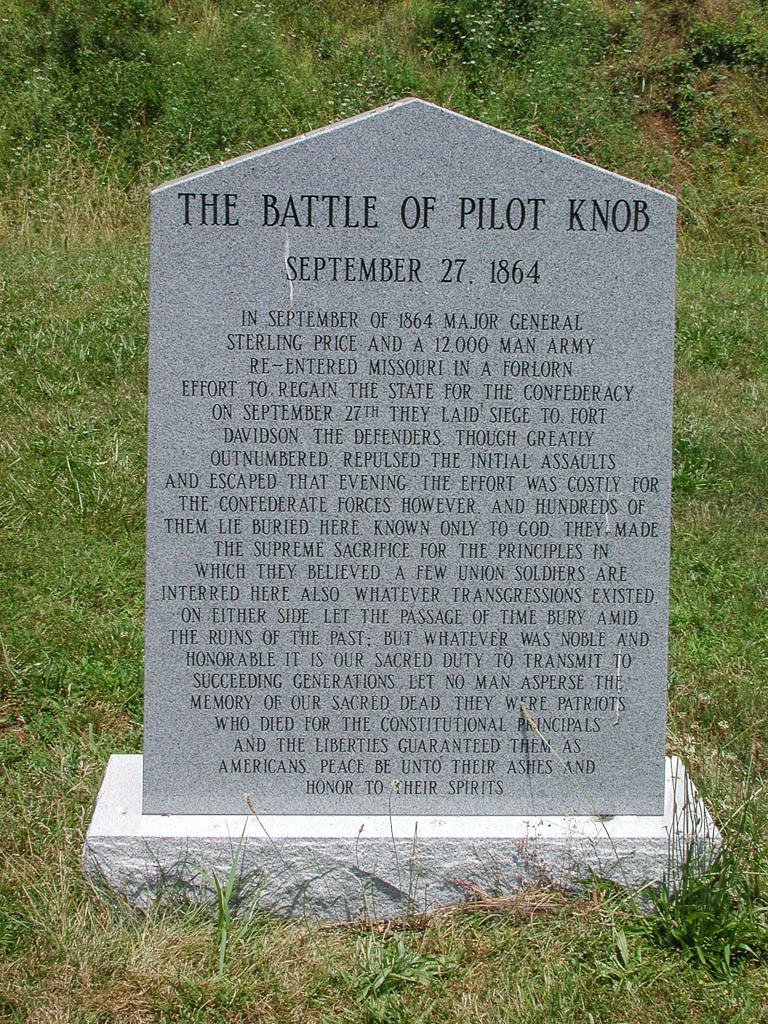 THE BATTLE OF PILOT KNOB
SEPTEMBER 27, 1864
IN SEPTEMBER OF 1864 MAJOR GENERAL
STERLING PRICE AND A 12,000 MAN ARMY
RE-ENTERED MISSOURI IN A FORLORN
EFFORT TO REGAIN THE STATE FOR THE CONFEDERACY
ON SEPTEMBER 27TH THEY LAID SIEGE TO FORT
DAVIDSON. THE DEFENDERS, THOUGH GREATLY
OUTNUMBERED, REPULSED THE INITIAL ASSAULTS
AND ESCAPED THAT EVENING. THE EFFORT WAS COSTLY FOR
THE CONFEDERATE FORCES HOWEVER, AND HUNDREDS OF
THEM LIE BURIED HERE, KNOWN ONLY TO GOD. THEY MADE
THE SUPREME SACRIFICE FOR THE PRINCIPLES IN
WHICH THEY BELIEVED. A FEW UNION SOLDIERS ARE
INTERRED HERE ALSO. WHATEVER TRANSGRESSIONS EXISTED,
ON EITHER SIDE, LET THE PASSAGE OF TIME BURY AMID
THE RUINS OF THE PAST; BUT WHATEVER WAS NOBLE AND
HONORABLE IT IS OUR SACRED DUTY TO TRANSMIT TO
SUCCEEDING GENERATIONS. LET NO MAN ASPERSE THE
MEMORY OF OUR SACRED DEAD. THEY WERE PATRIOTS
WHO DIED FOR THE CONSTITUTIONAL PRINCIPALS
AND THE LIBERTIES GUARANTEED THEM AS
AMERICANS. PEACE BE UNTO THEIR ASHES AND
HONOR TO THEIR SPIRITS